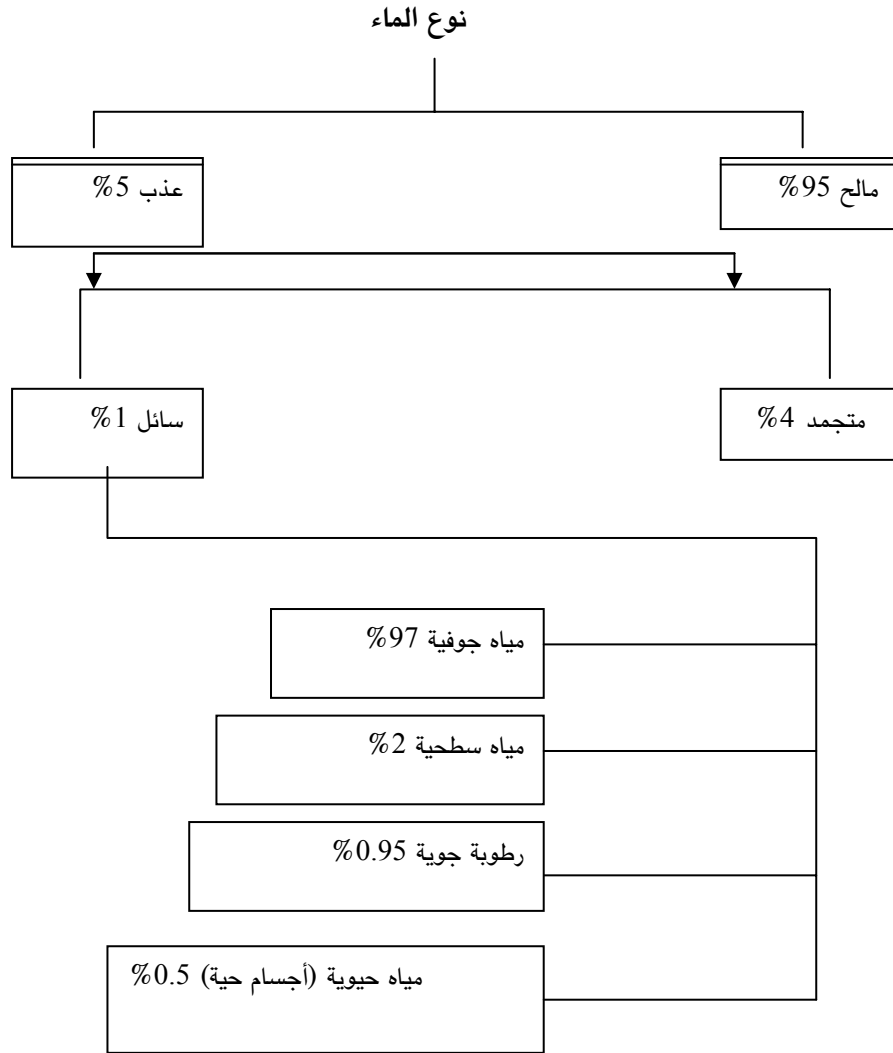 نوع الماء
مالح 95%
عذب 5%
متجمد 4%
سائل 1%
مياه جوفية 97%
مياه سطحية 2%
رطوبة جوية 0.95%
مياه حيوية (أجسام حية) 0.5%